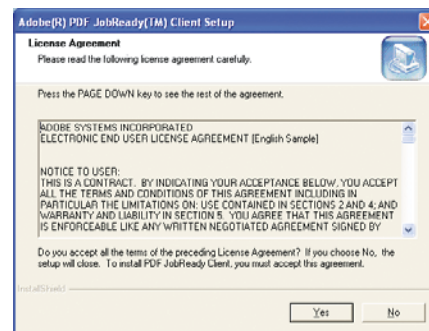 Adobe(R) PDF JobReady(TM) Client Setup
License Agreement
Please read the following license agreement carefully.
Press the PAGE DOWN key to see the rest of the agreement.
ADOBE SYSTEMS INCORPORATED
ELECTRONIC END USER LICENSE AGREEMENT [English Sample]
NOTICE TO USER:
THIS IS A CONTRACT. BY INDICATING YOUR ACCEPTANCE BELOW, YOU ACCEPT
ALL THE TERMS AND CONDITIONS OF THIS AGREEMENT INCLUDING IN
PARTICULAR THE LIMITATIONS ON: USE CONTAINED IN SECTIONS 2 AND 4; AND
WARRANTY AND LIABILITY IN SECTION 5. YOU AGREE THAT THIS AGREEMENT
IS ENFORCEABLE LIKE ANY WRITTEN NEGOTIATED AGREEMENT SIGNED BY
Do you accept all the terms of the preceding License Agreement? If you choose No, the
setup will close. To install PDF JobReady Client, you must accept this agreement.
InstallShield
Yes No